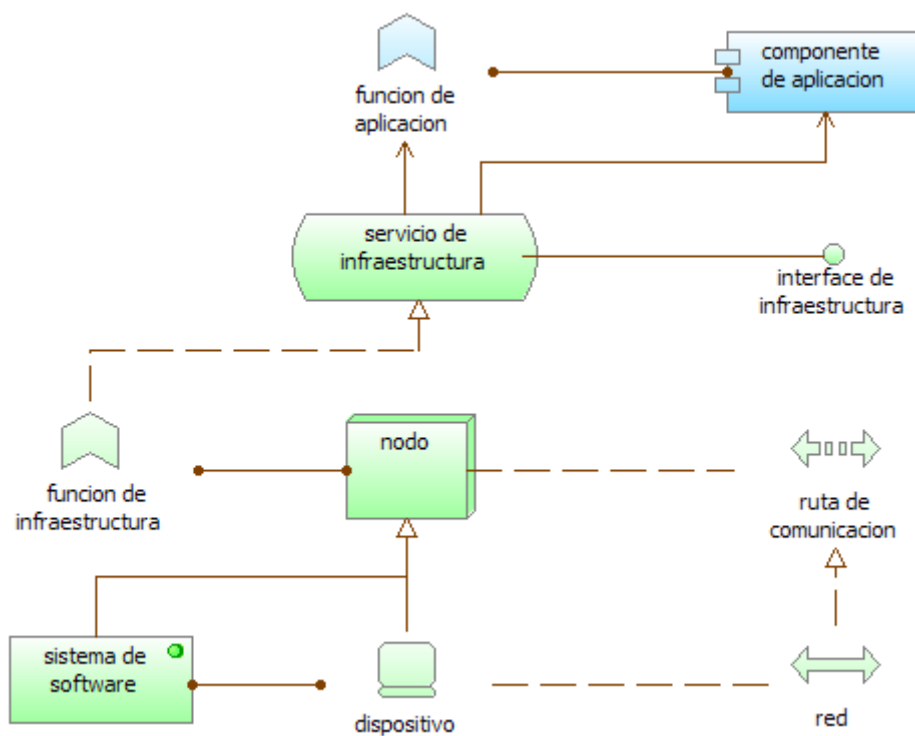 componente
de aplicacion
funcion de
aplicacion
servicio de
infraestructura
interface de
infraestructura
nodo
funcion de
infraestructura
ruta de
comunicacion
sistema de
software
dispositivo
red